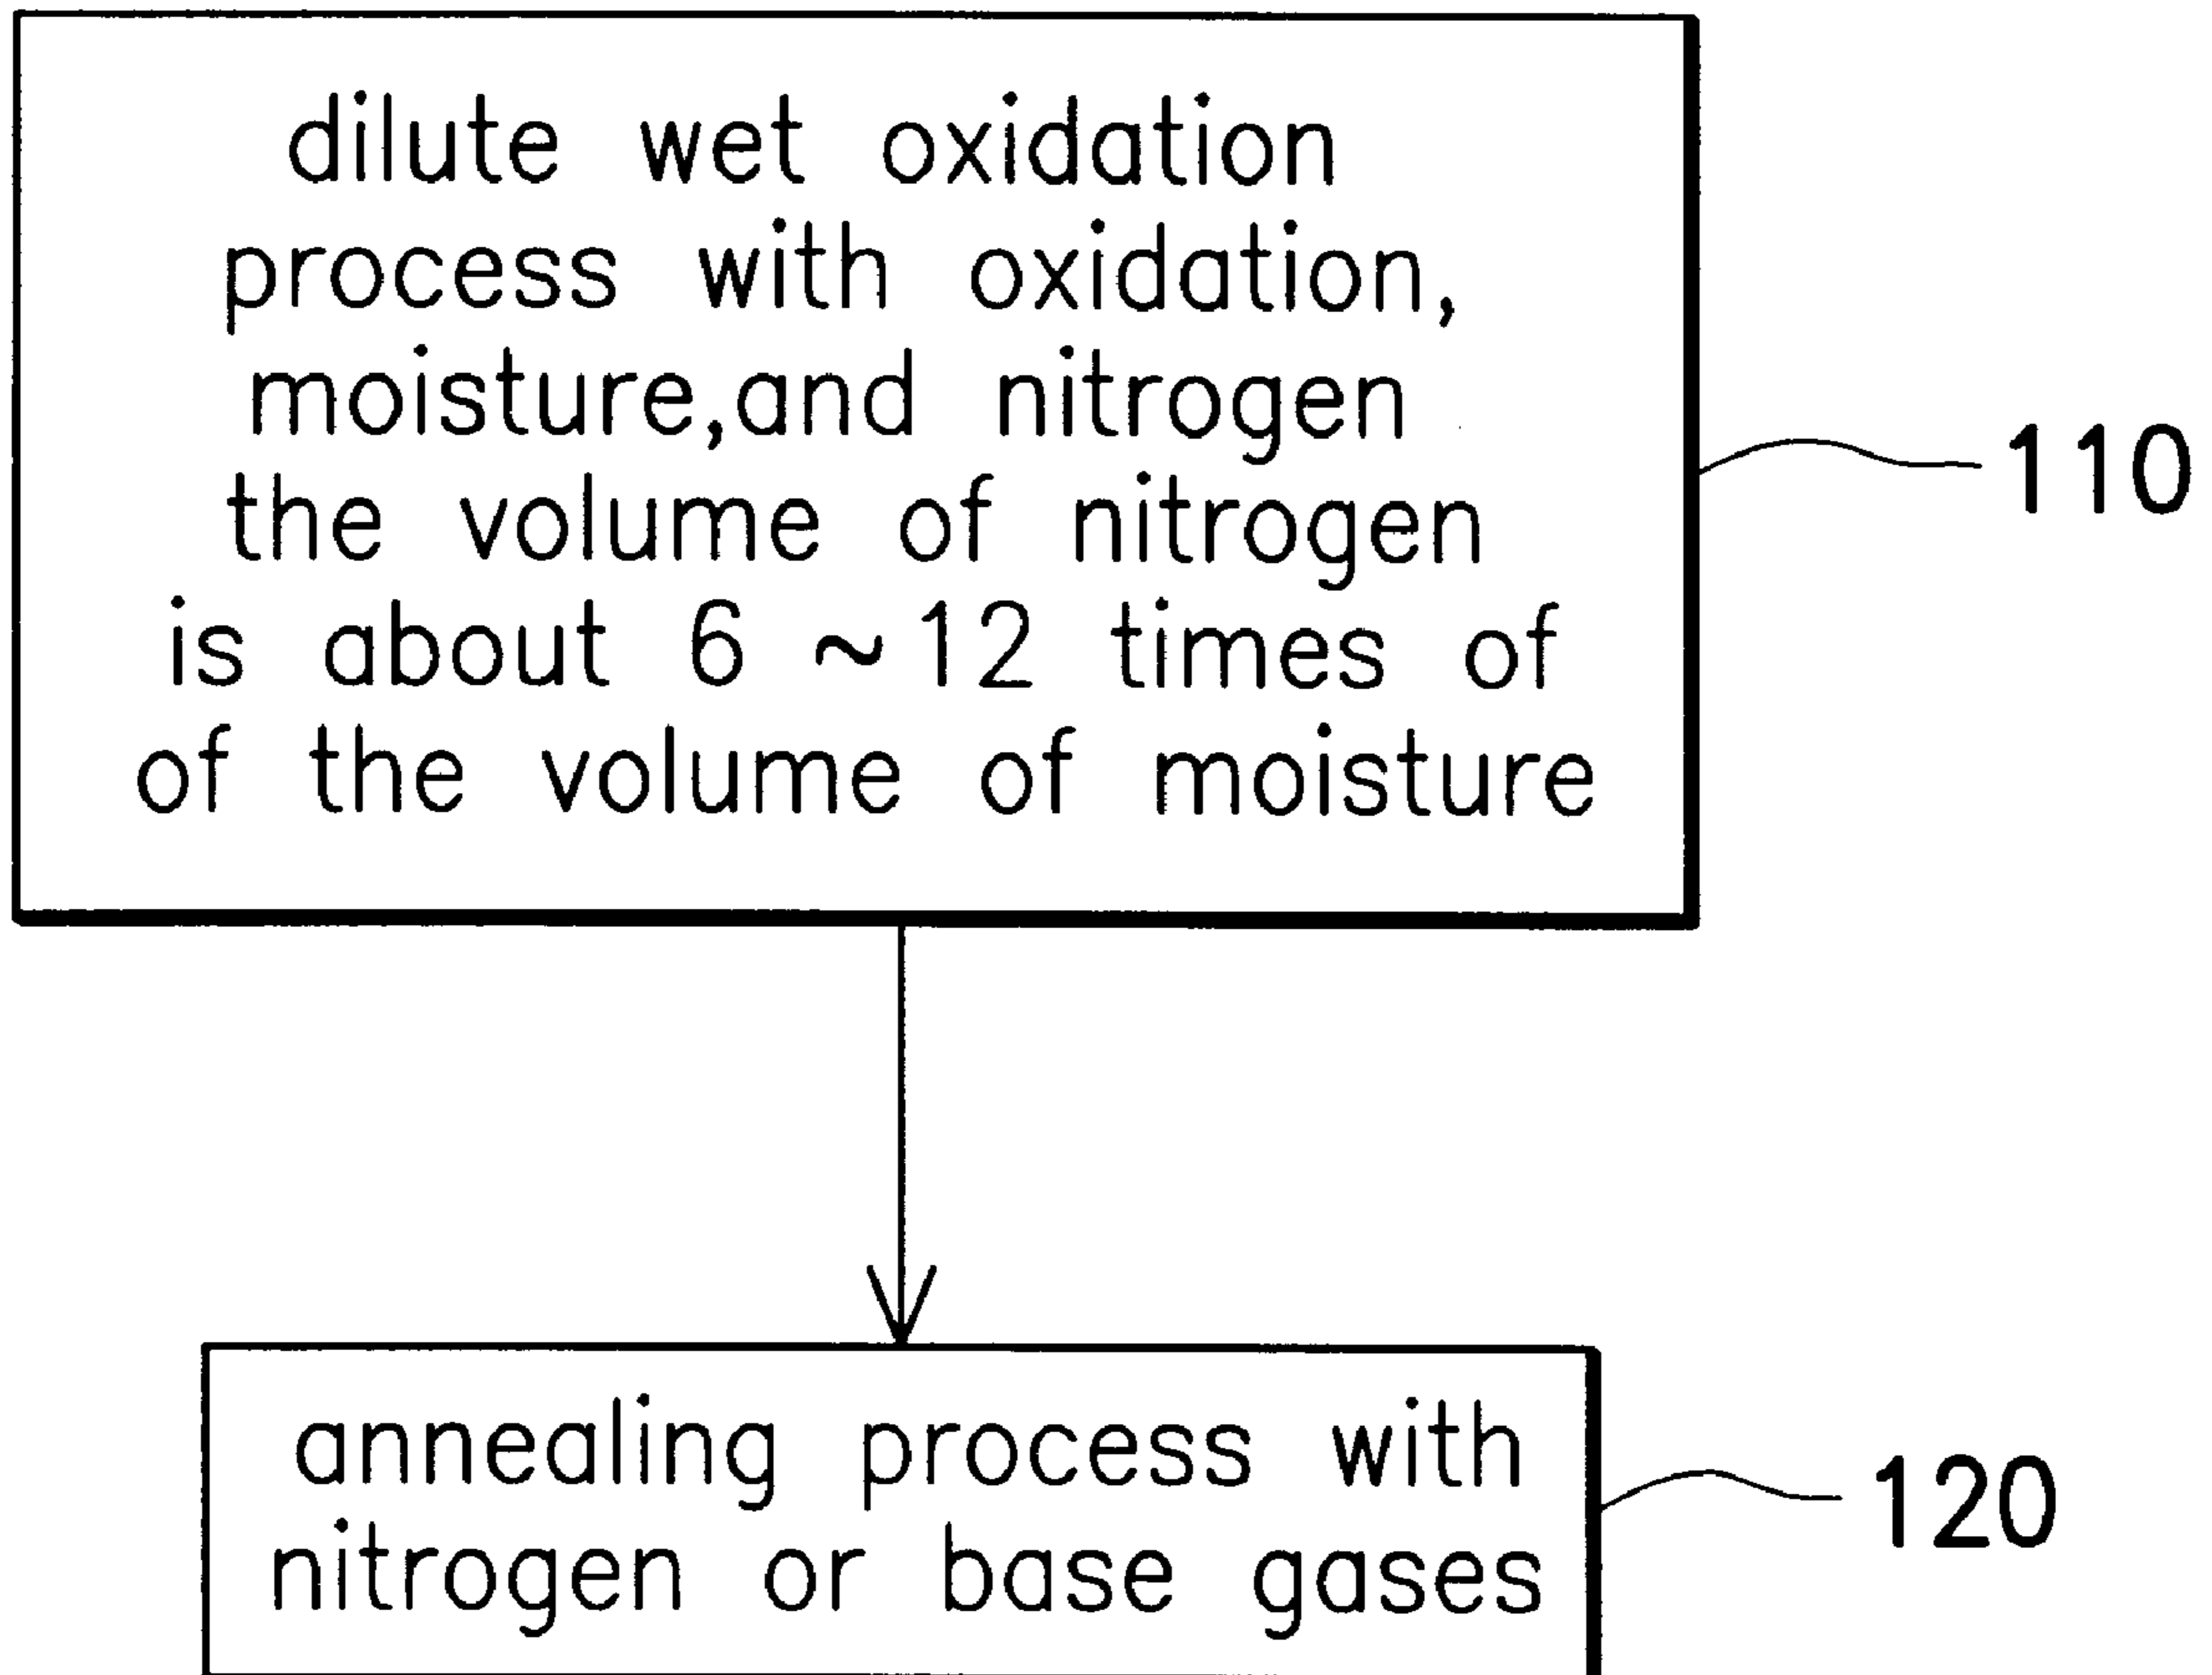 dilute wet oxidation
process with oxidation,
moisture,and nitrogen
the volume of nitrogen
is about 6 ~12 times of
of the volume of moisture
110
annealing process with
nitrogen or base gases
120